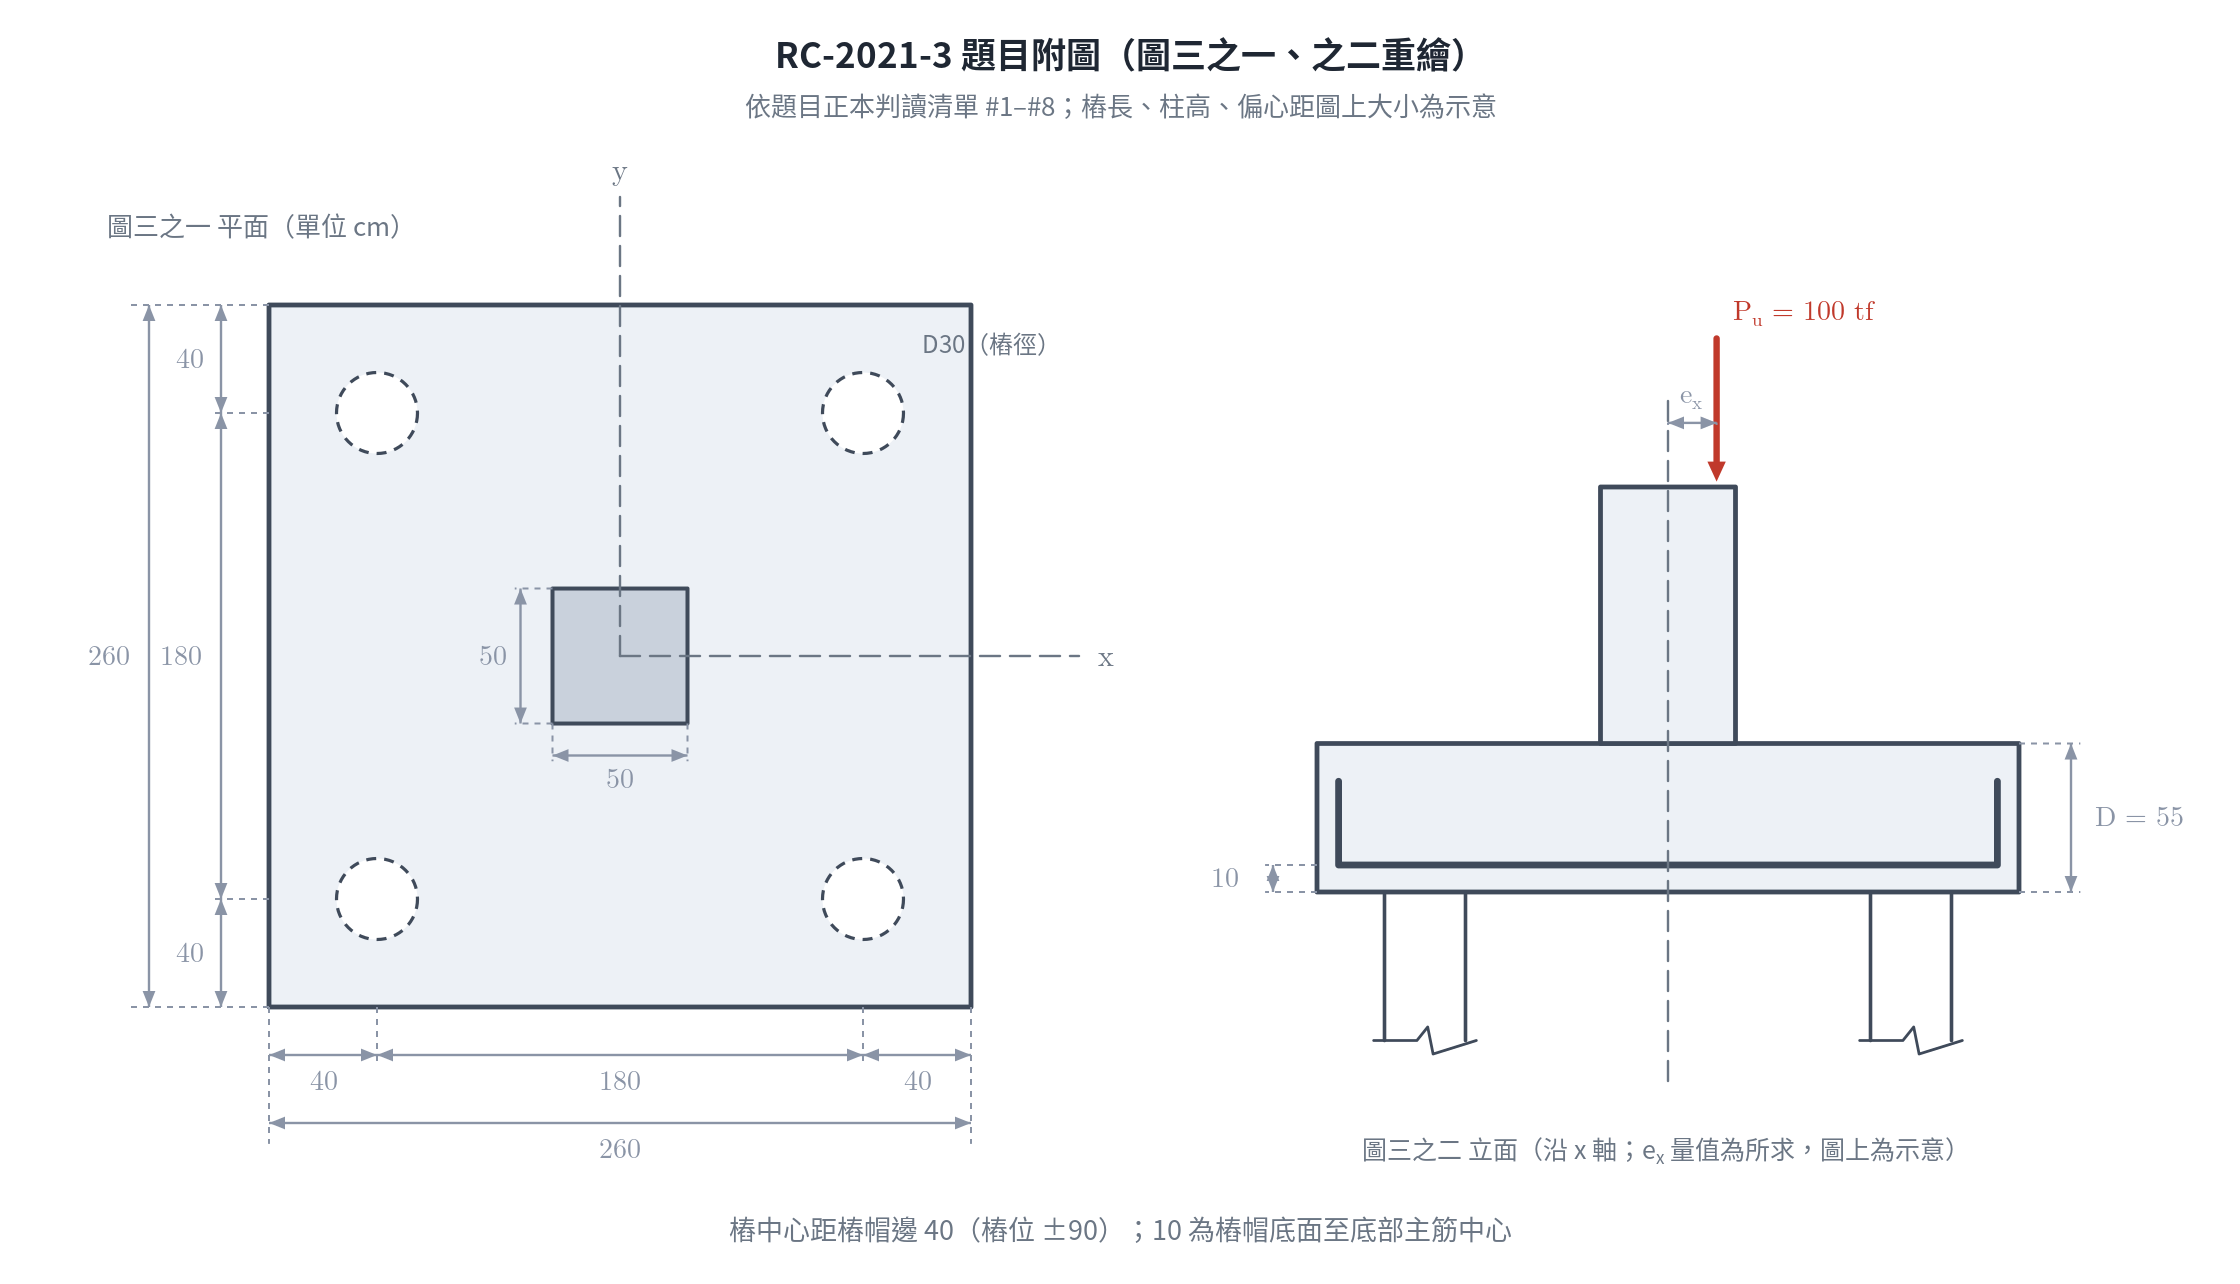 RC-2021-3 題目附圖（圖三之一、之二重繪）
依題目正本判讀清單 #1–#8；樁長、柱高、偏心距圖上大小為示意
圖三之一 平面（單位 cm）
y
D30（樁徑）
40
260
180
50
50
x
40
40
180
40
260
Pu = 100 tf
ex
D = 55
10
圖三之二 立面（沿 x 軸；ex 量值為所求，圖上為示意）
樁中心距樁帽邊 40（樁位 ±90）；10 為樁帽底面至底部主筋中心